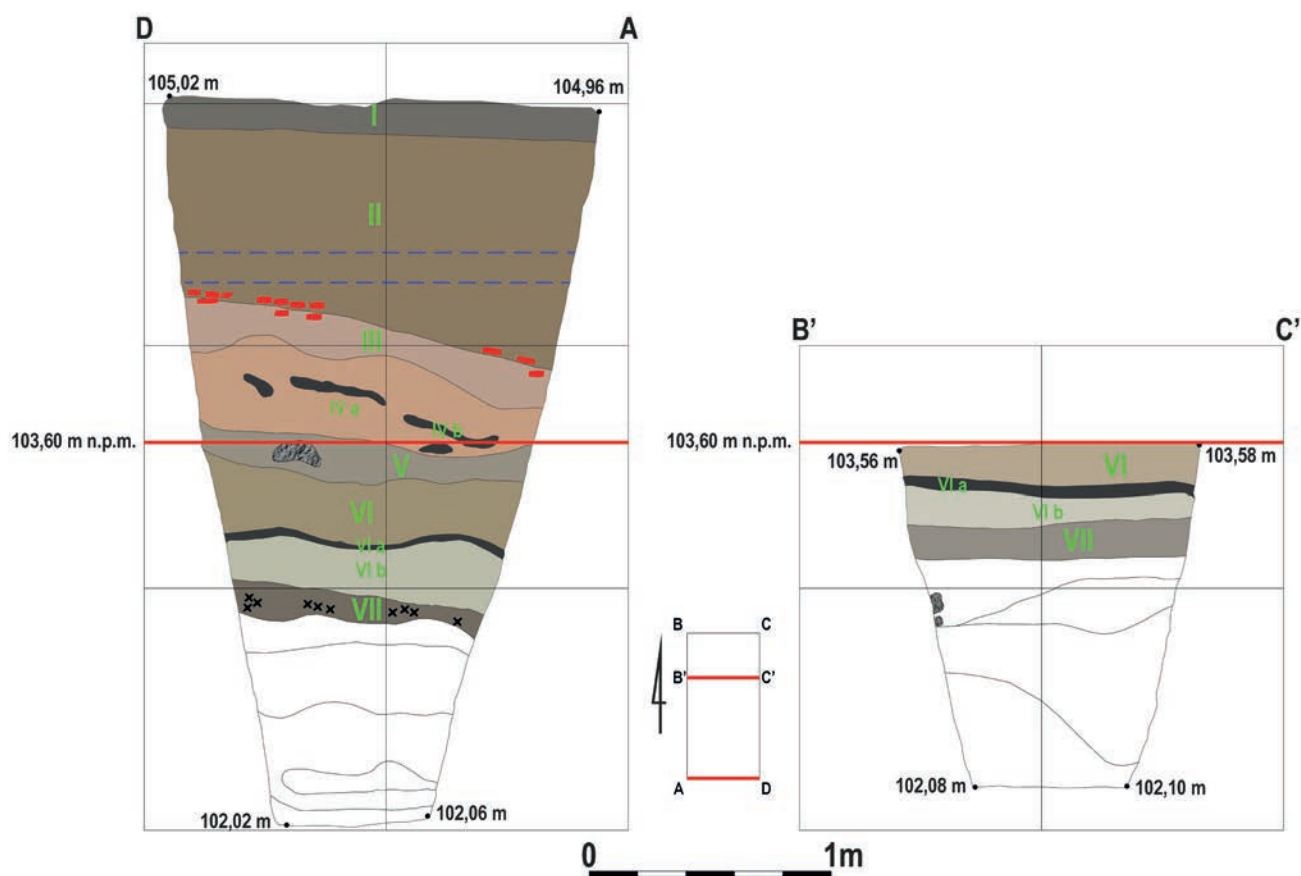 D A
105,02 m
104,96 m
I
II
III
IV a
IV b
103,60 m n.p.m.
V
VI
VI a
VI b
VII
102,02 m
102,06 m
B' C'
103,60 m n.p.m.
103,56 m
103,58 m
VI
VI a
VI b
VII
102,08 m
102,10 m
B C
B' C'
A D
0 1m